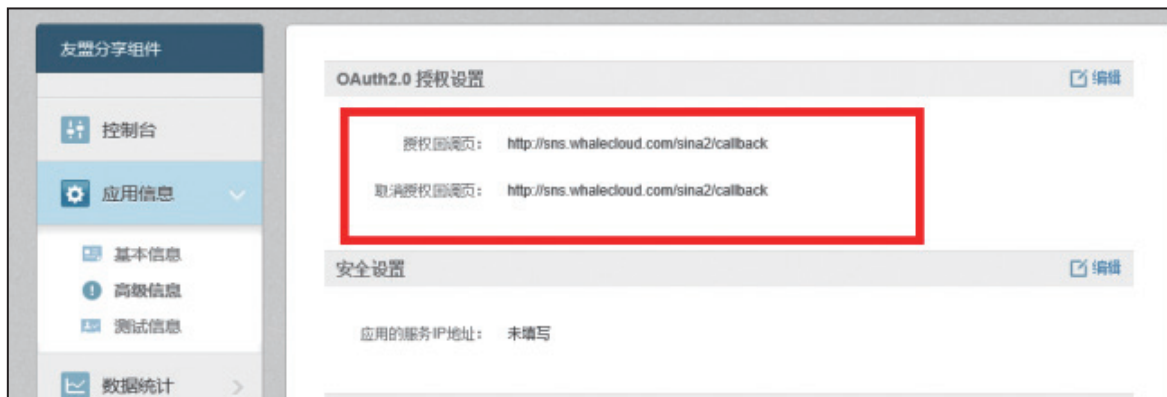 友盟分享组件
控制台
应用信息
基本信息
高级信息
测试信息
数据统计
OAuth2.0 授权设置
编辑
授权回调页： http://sns.whalecloud.com/sina2/callback
取消授权回调页： http://sns.whalecloud.com/sina2/callback
安全设置
编辑
应用的服务IP地址： 未填写